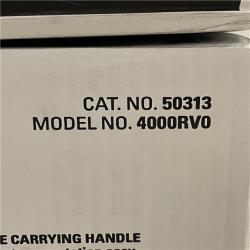 CAT. NO. 50313
MODEL NO. 4000RV0
E CARRYING HANDLE